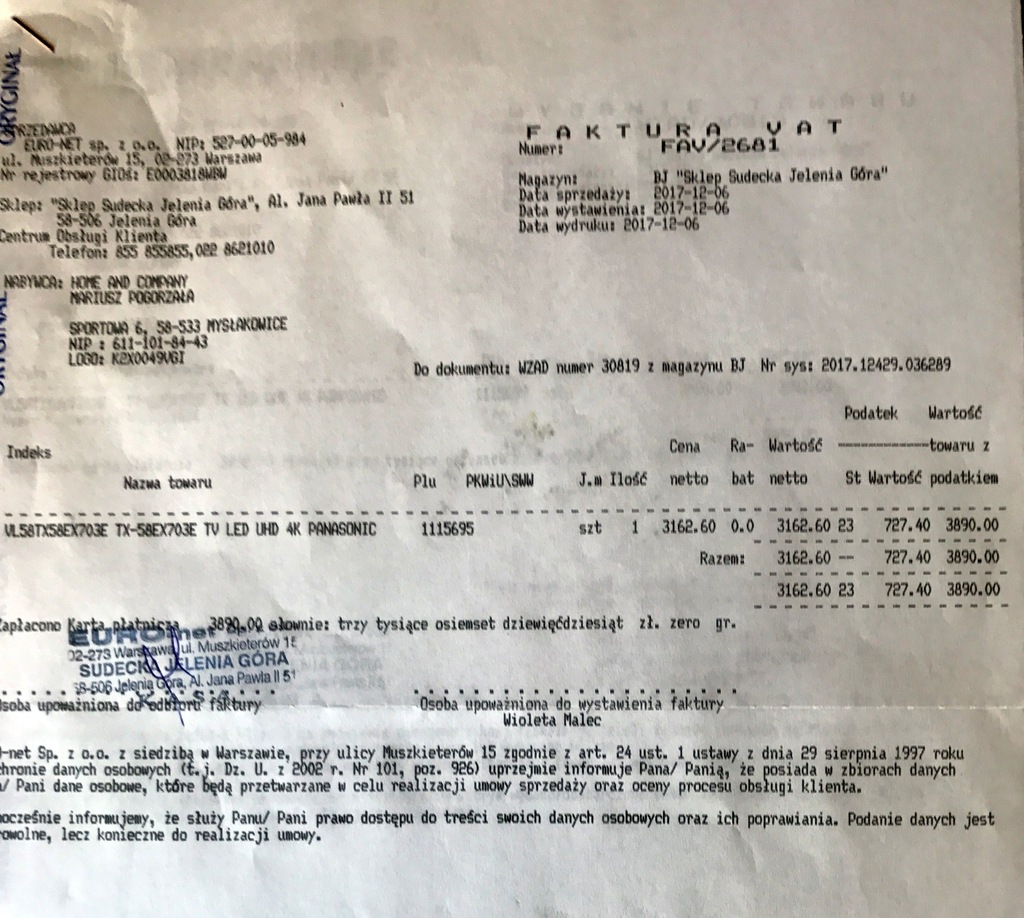 ORYGINAŁ
ORYGINAŁ
SPRZEDAWCA
EURO-NET sp. z o.o. NIP: 527-00-05-984
ul. Muszkieterów 15, 02-273 Warszawa
Nr rejestrowy GIOś: E0003818WBW
Sklep: "Sklep Sudecka Jelenia Góra", Al. Jana Pawła II 51
58-506 Jelenia Góra
Centrum Obsługi Klienta
Telefon: 855 855855,022 8621010
NABYWCA: HOME AND COMPANY
MARIUSZ POGORZAŁA
SPORTOWA 6, 58-533 MYSŁAKOWICE
NIP : 611-101-84-43
LOGO: K2X0049VGI
F A K T U R A V A T
Numer: FAV/2681
Magazyn: BJ "Sklep Sudecka Jelenia Góra"
Data sprzedaży: 2017-12-06
Data wystawienia: 2017-12-06
Data wydruku: 2017-12-06
Do dokumentu: WZAD numer 30819 z magazynu BJ Nr sys: 2017.12429.036289
Podatek Wartość
Indeks Cena Ra- Wartość ----------- towaru z
Nazwa towaru Plu PKWiU\SWW J.m Ilość netto bat netto St Wartość podatkiem
VL58TX58EX703E TX-58EX703E TV LED UHD 4K PANASONIC 1115695 szt 1 3162.60 0.0 3162.60 23 727.40 3890.00
Razem: 3162.60 -- 727.40 3890.00
3162.60 23 727.40 3890.00
Zapłacono Karta płatnicza 3890.00 słownie: trzy tysiące osiemset dziewięćdziesiąt zł. zero gr.
EURO-net
02-273 Warszawa, ul. Muszkieterów 15
SUDECKA JELENIA GÓRA
58-506 Jelenia Góra, Al. Jana Pawła II 51
Osoba upoważniona do odbioru faktury Osoba upoważniona do wystawienia faktury
Wioleta Malec
-net Sp. z o.o. z siedzibą w Warszawie, przy ulicy Muszkieterów 15 zgodnie z art. 24 ust. 1 ustawy z dnia 29 sierpnia 1997 roku
chronie danych osobowych (t.j. Dz. U. z 2002 r. Nr 101, poz. 926) uprzejmie informuje Pana/ Panią, że posiada w zbiorach danych
/ Pani dane osobowe, które będą przetwarzane w celu realizacji umowy sprzedaży oraz oceny procesu obsługi klienta.
ocześnie informujemy, że służy Panu/ Pani prawo dostępu do treści swoich danych osobowych oraz ich poprawiania. Podanie danych jest
owolne, lecz konieczne do realizacji umowy.